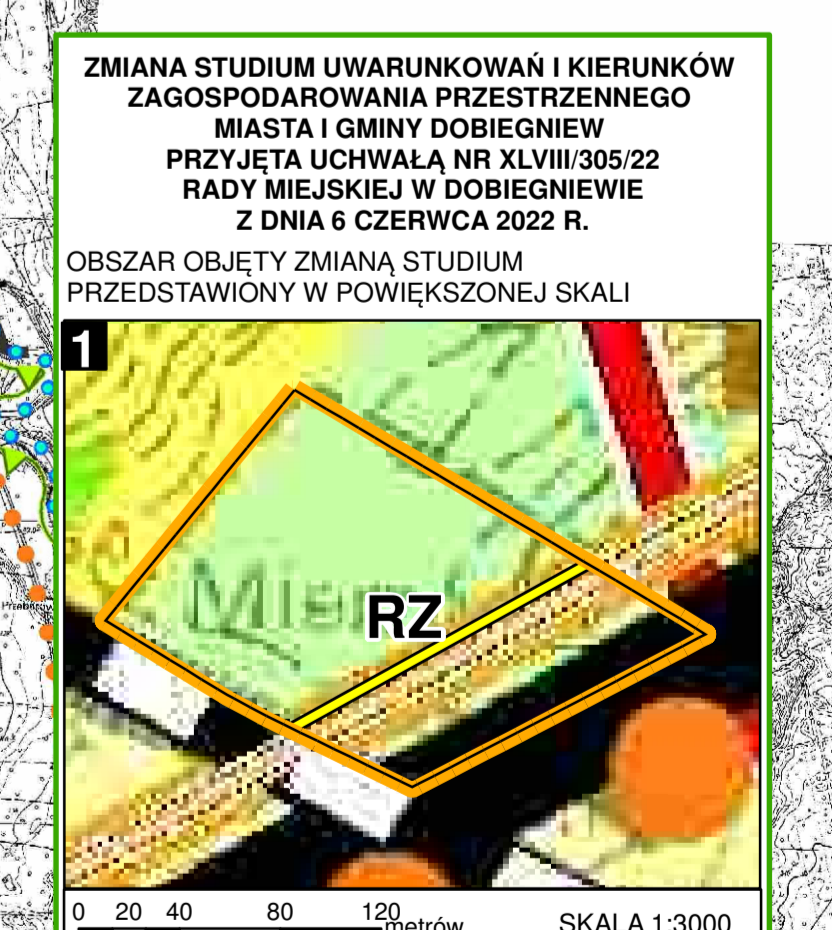 ZMIANA STUDIUM UWARUNKOWAŃ I KIERUNKÓW
ZAGOSPODAROWANIA PRZESTRZENNEGO
MIASTA I GMINY DOBIEGNIEW
PRZYJĘTA UCHWAŁĄ NR XLVIII/305/22
RADY MIEJSKIEJ W DOBIEGNIEWIE
Z DNIA 6 CZERWCA 2022 R.
OBSZAR OBJĘTY ZMIANĄ STUDIUM
PRZEDSTAWIONY W POWIĘKSZONEJ SKALI
1
RZ
0 20 40 80 120
metrów SKALA 1:3000